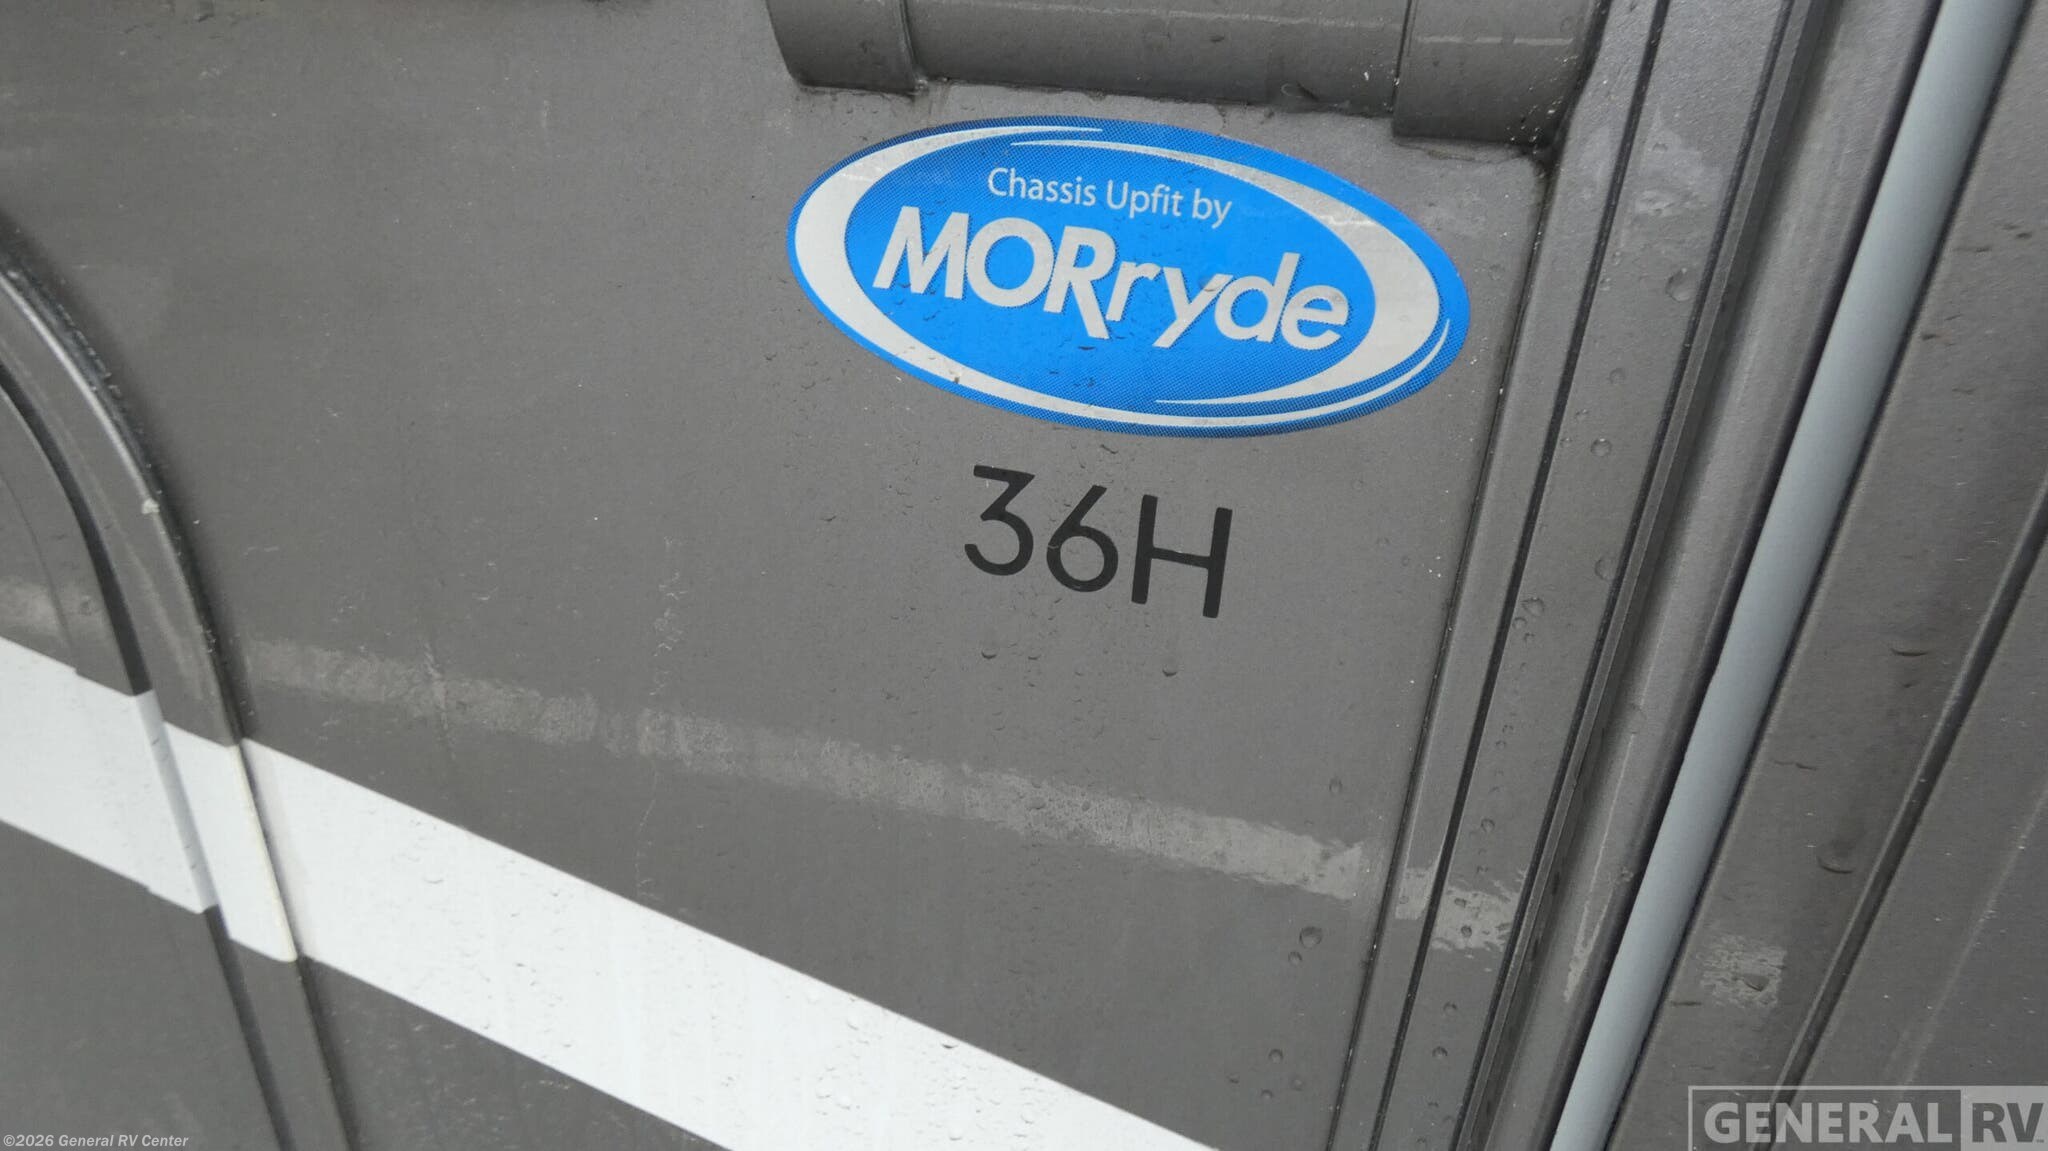 Chassis Upfit by
MORryde
36H
©2026 General RV Center
GENERAL RV